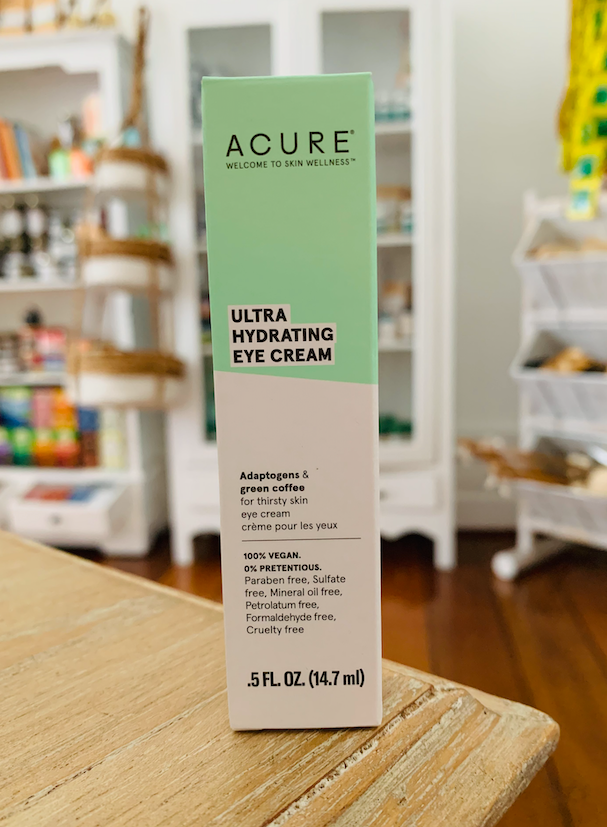 ACURE®
WELCOME TO SKIN WELLNESS™
ULTRA
HYDRATING
EYE CREAM
Adaptogens &
green coffee
for thirsty skin
eye cream
crème pour les yeux
100% VEGAN.
0% PRETENTIOUS.
Paraben free, Sulfate
free, Mineral oil free,
Petrolatum free,
Formaldehyde free,
Cruelty free
.5 FL. OZ. (14.7 ml)